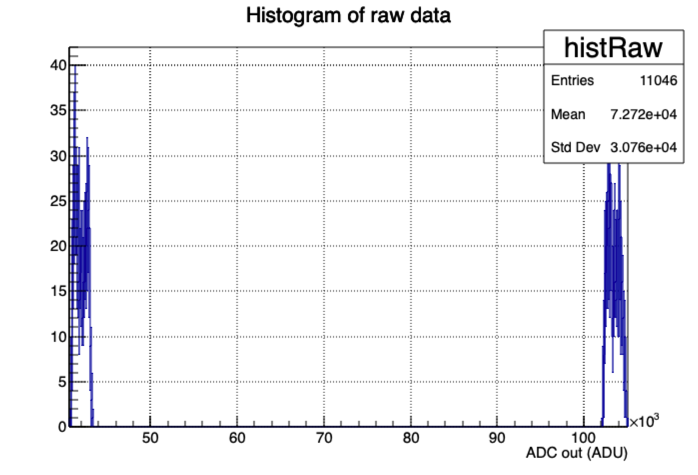 Histogram of raw data
histRaw
Entries 11046
Mean 7.272e+04
Std Dev 3.076e+04
40
35
30
25
20
15
10
5
0
50 60 70 80 90 100
×10³
ADC out (ADU)